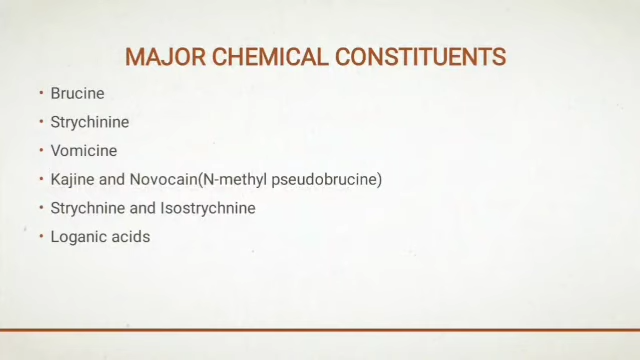 MAJOR CHEMICAL CONSTITUENTS
• Brucine
• Strychinine
• Vomicine
• Kajine and Novocain(N-methyl pseudobrucine)
• Strychnine and Isostrychnine
• Loganic acids